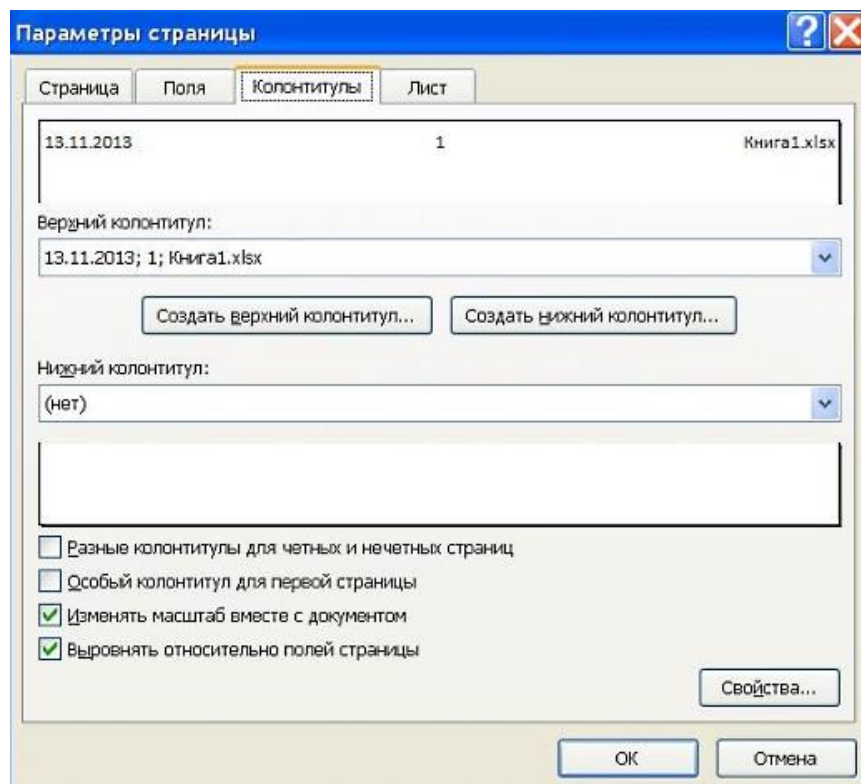 Параметры страницы
Страница Поля Колонтитулы Лист
13.11.2013 1 Книга1.xlsx
Верхний колонтитул:
13.11.2013; 1; Книга1.xlsx
Создать верхний колонтитул... Создать нижний колонтитул...
Нижний колонтитул:
(нет)
Разные колонтитулы для четных и нечетных страниц
Особый колонтитул для первой страницы
Изменять масштаб вместе с документом
Выровнять относительно полей страницы
Свойства...
ОК Отмена